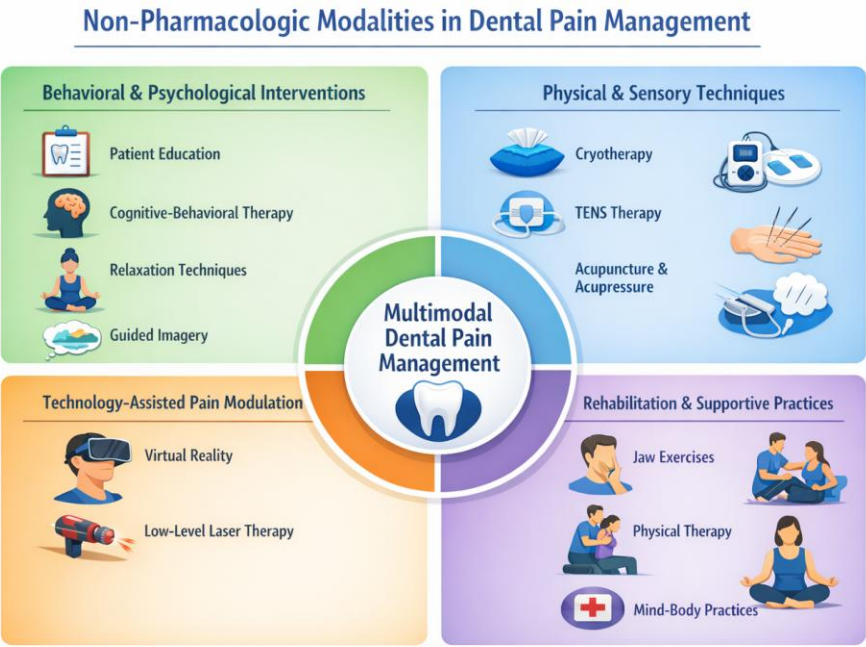 Non-Pharmacologic Modalities in Dental Pain Management
Behavioral & Psychological Interventions
Patient Education
Cognitive-Behavioral Therapy
Relaxation Techniques
Guided Imagery
Physical & Sensory Techniques
Cryotherapy
TENS Therapy
Acupuncture &
Acupressure
Multimodal
Dental Pain
Management
Technology-Assisted Pain Modulation
Virtual Reality
Low-Level Laser Therapy
Rehabilitation & Supportive Practices
Jaw Exercises
Physical Therapy
Mind-Body Practices